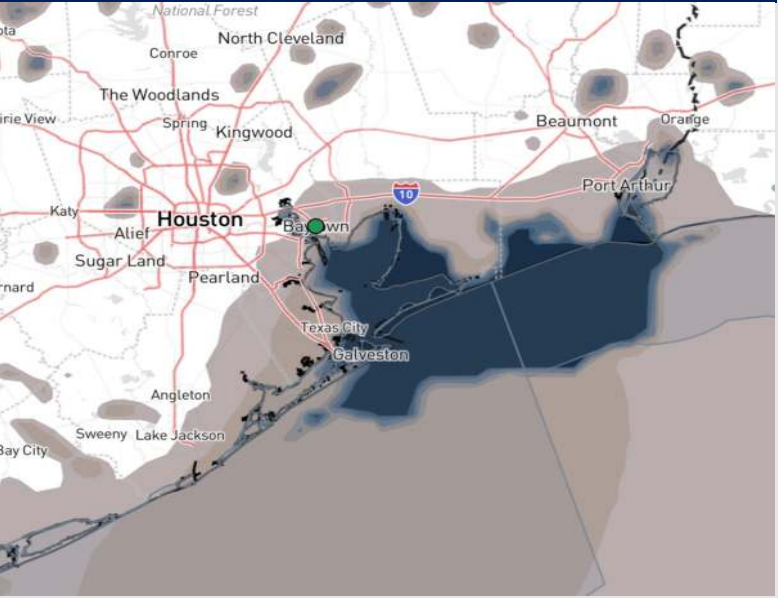 National Forest
ota
North Cleveland
Conroe
The Woodlands
irie View
Spring
Kingwood
Beaumont
Orange
Port Arthur
10
Katy
Houston
Baytown
Alief
Sugar Land
Pearland
rnard
Texas City
Galveston
Angleton
Sweeny
Lake Jackson
Bay City